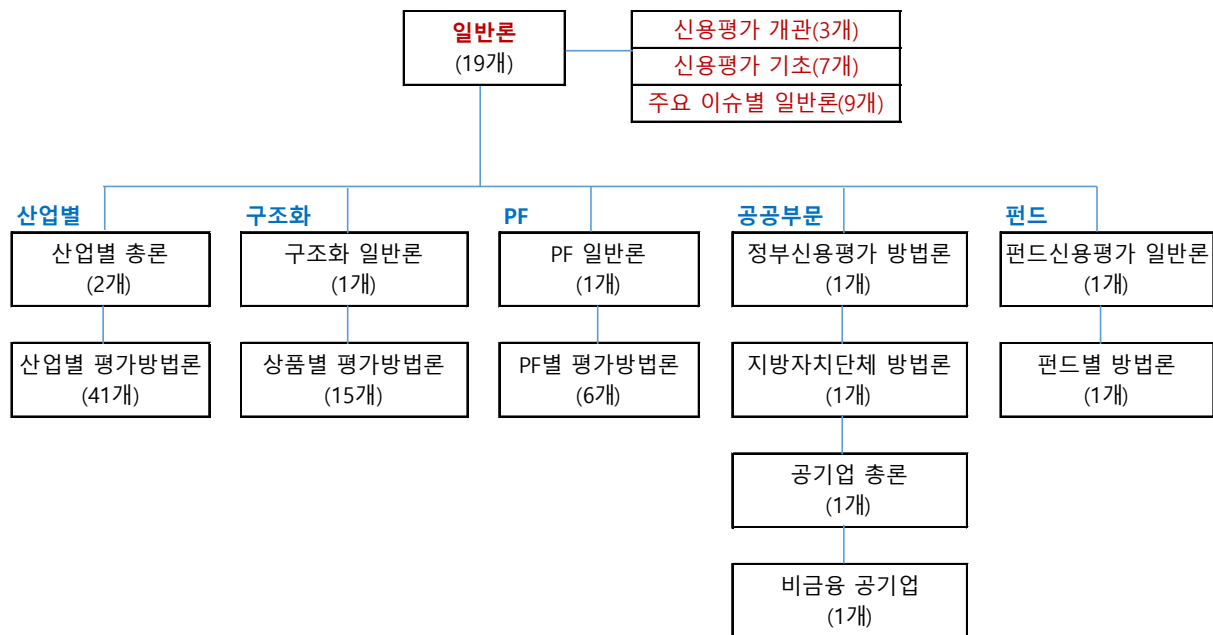 일반론
(19개)
신용평가 개관(3개)
신용평가 기초(7개)
주요 이슈별 일반론(9개)
산업별
구조화
PF
공공부문
펀드
산업별 총론
(2개)
구조화 일반론
(1개)
PF 일반론
(1개)
정부신용평가 방법론
(1개)
펀드신용평가 일반론
(1개)
산업별 평가방법론
(41개)
상품별 평가방법론
(15개)
PF별 평가방법론
(6개)
지방자치단체 방법론
(1개)
펀드별 방법론
(1개)
공기업 총론
(1개)
비금융 공기업
(1개)